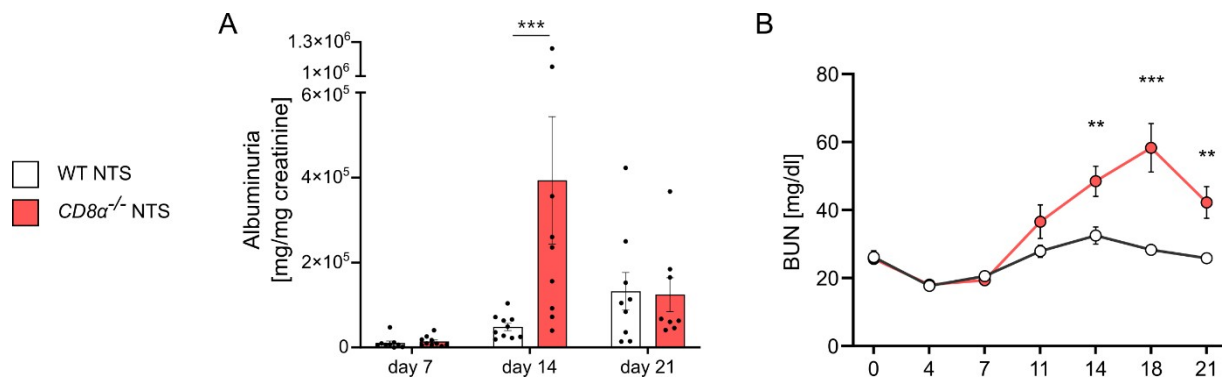 A
***
1.3×10⁶
1×10⁶
6×10⁵
4×10⁵
2×10⁵
0
Albuminuria
[mg/mg creatinine]
day 7
day 14
day 21
WT NTS
CD8α⁻/⁻ NTS
B
80
60
40
20
0
BUN [mg/dl]
**
***
**
0 4 7 11 14 18 21